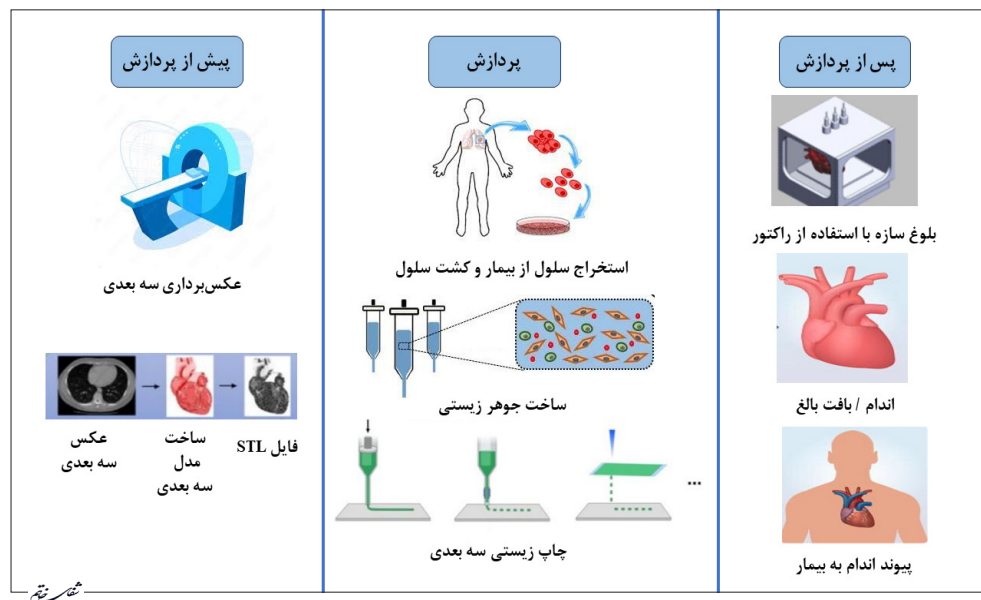 پیش از پردازش
عکس‌برداری سه بعدی
عکس
سه بعدی
ساخت
مدل
سه بعدی
فایل STL
پردازش
استخراج سلول از بیمار و کشت سلول
ساخت جوهر زیستی
...
چاپ زیستی سه بعدی
پس از پردازش
بلوغ سازه با استفاده از راکتور
اندام / بافت بالغ
پیوند اندام به بیمار
شفای خاتم